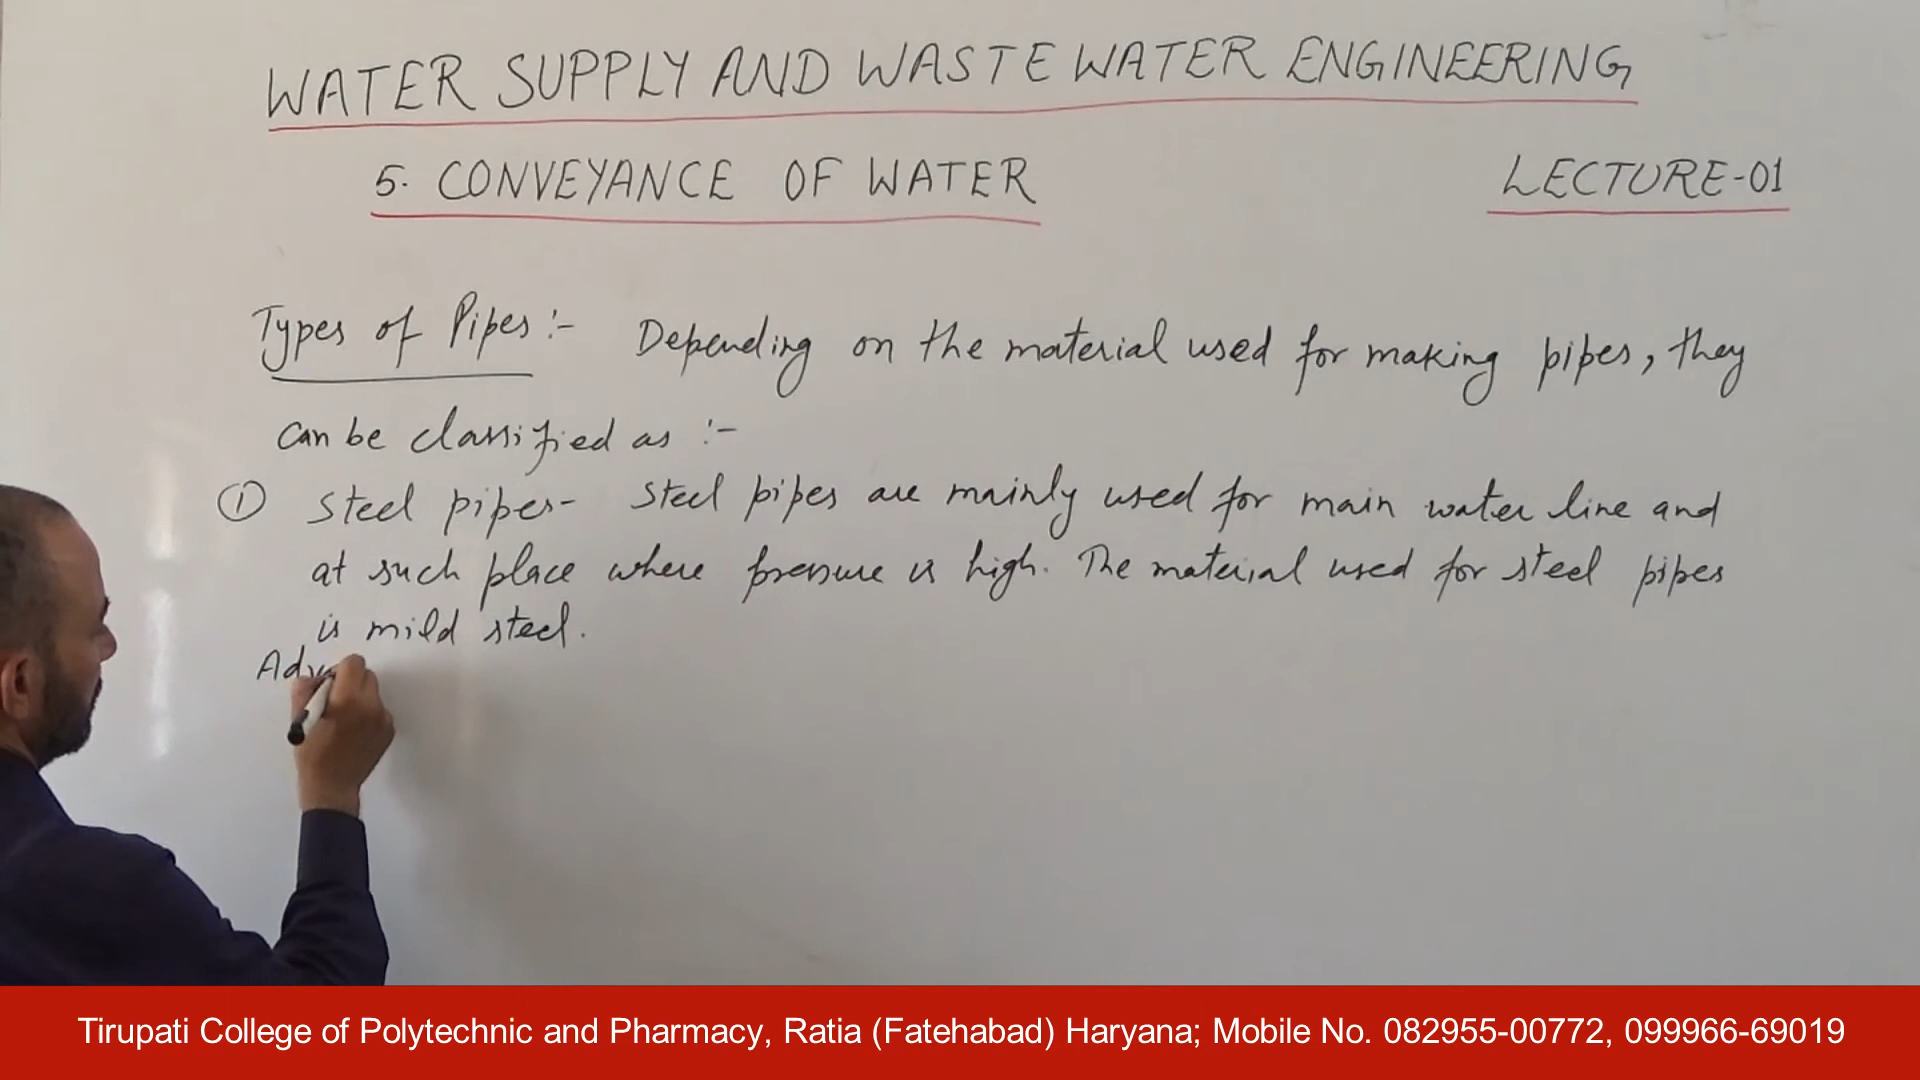 WATER SUPPLY AND WASTE WATER ENGINEERING
5. CONVEYANCE OF WATER LECTURE-01
Types of Pipes :- Depending on the material used for making pipes, they
can be classified as :-
① Steel pipes- Steel pipes are mainly used for main water line and
at such place where pressure is high. The material used for steel pipes
is mild steel.
Adv
Tirupati College of Polytechnic and Pharmacy, Ratia (Fatehabad) Haryana; Mobile No. 082955-00772, 099966-69019